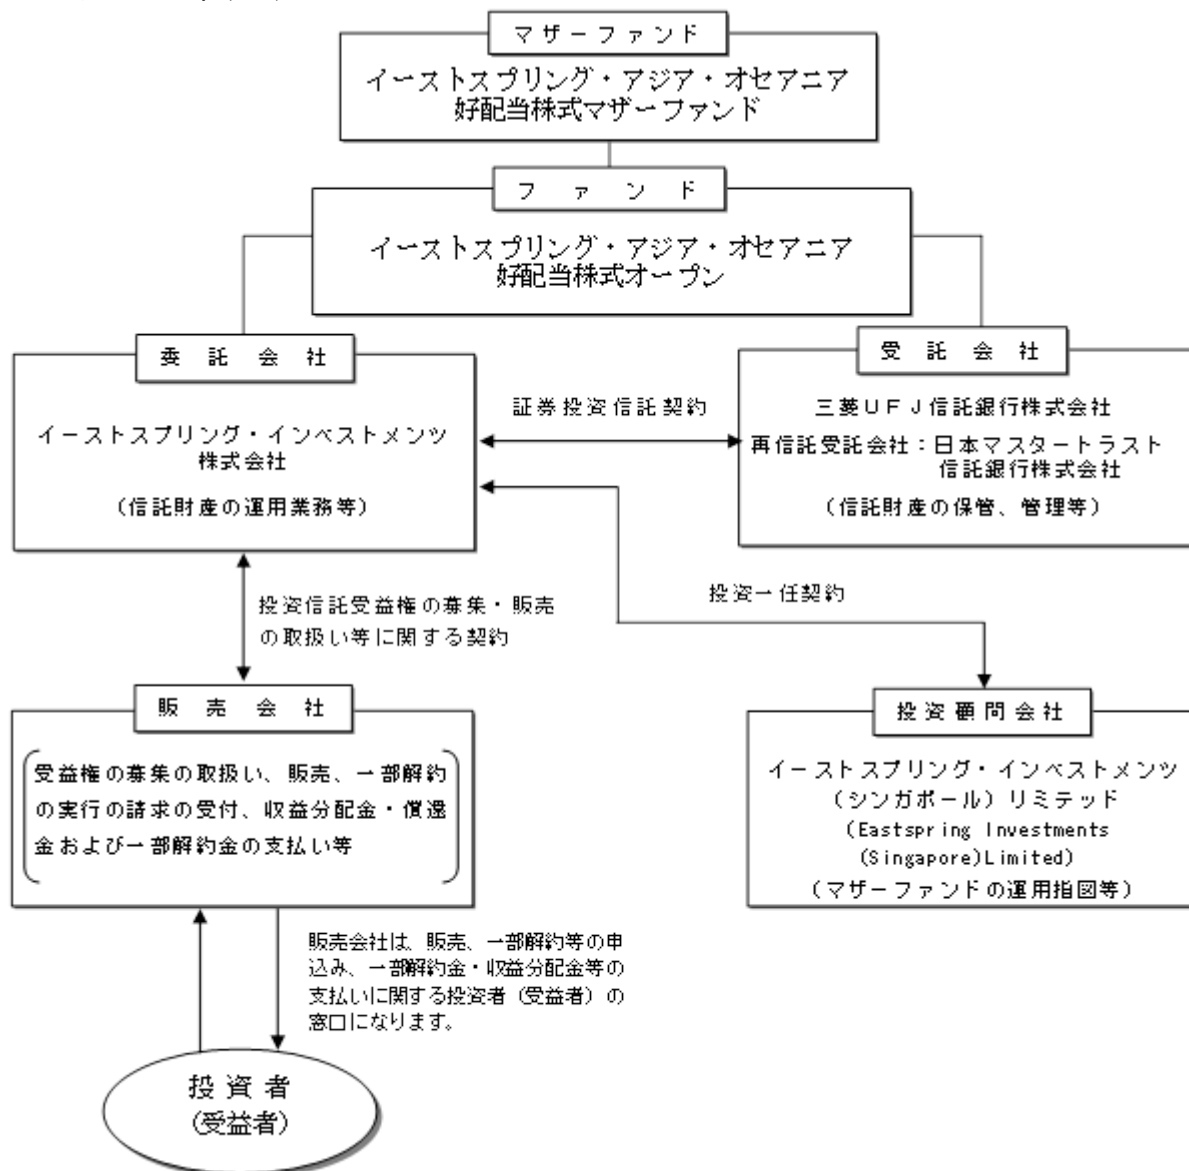 マザーファンド
イーストスプリング・アジア・オセアニア
好配当株式マザーファンド
ファンド
イーストスプリング・アジア・オセアニア
好配当株式オープン
委託会社
イーストスプリング・インベストメンツ
株式会社
(信託財産の運用業務等)
証券投資信託契約
受託会社
三菱UFJ信託銀行株式会社
再信託受託会社:日本マスタートラスト
信託銀行株式会社
(信託財産の保管、管理等)
投資信託受益権の募集・販売
の取扱い等に関する契約
投資一任契約
販売会社
受益権の募集の取扱い、販売、一部解約
の実行の請求の受付、収益分配金・償還
金および一部解約金の支払い等
投資顧問会社
イーストスプリング・インベストメンツ
(シンガポール)リミテッド
(Eastspring Investments
(Singapore)Limited)
(マザーファンドの運用指図等)
販売会社は、販売、一部解約等の申
込み、一部解約金・収益分配金等の
支払いに関する投資者(受益者)の
窓口になります。
投資者
(受益者)